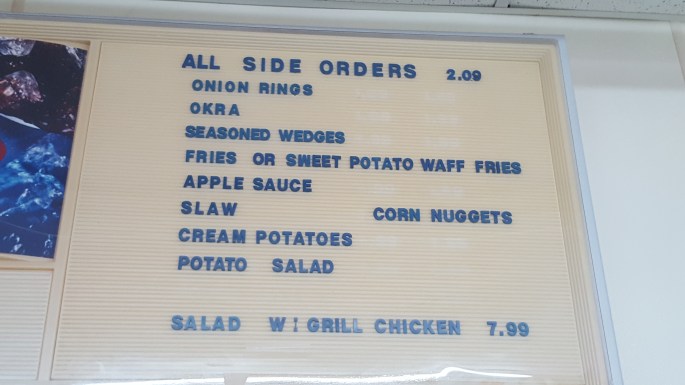 ALL SIDE ORDERS 2.09
ONION RINGS
OKRA
SEASONED WEDGES
FRIES OR SWEET POTATO WAFF FRIES
APPLE SAUCE
SLAW CORN NUGGETS
CREAM POTATOES
POTATO SALAD
SALAD W: GRILL CHICKEN 7.99